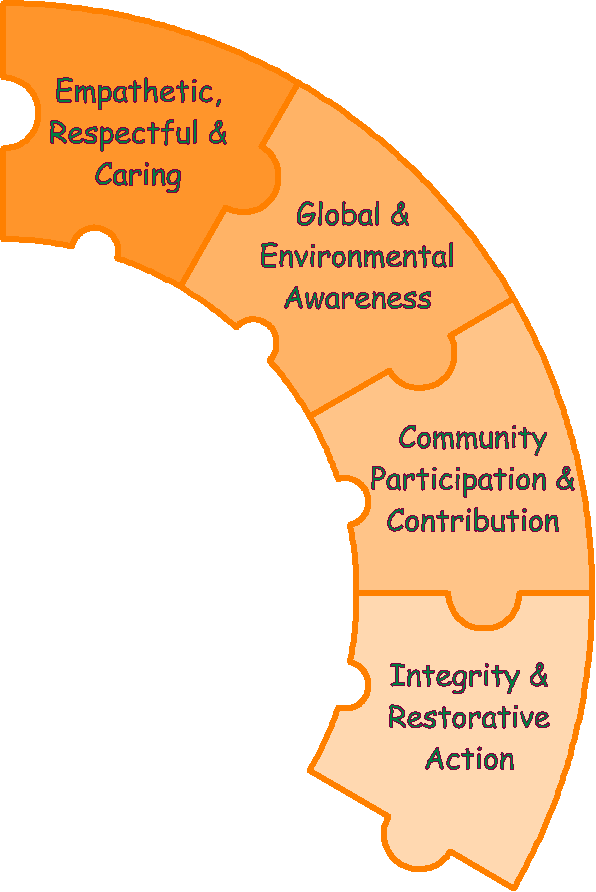 Empathetic,
Respectful &
Caring
Global &
Environmental
Awareness
Community
Participation &
Contribution
Integrity &
Restorative
Action